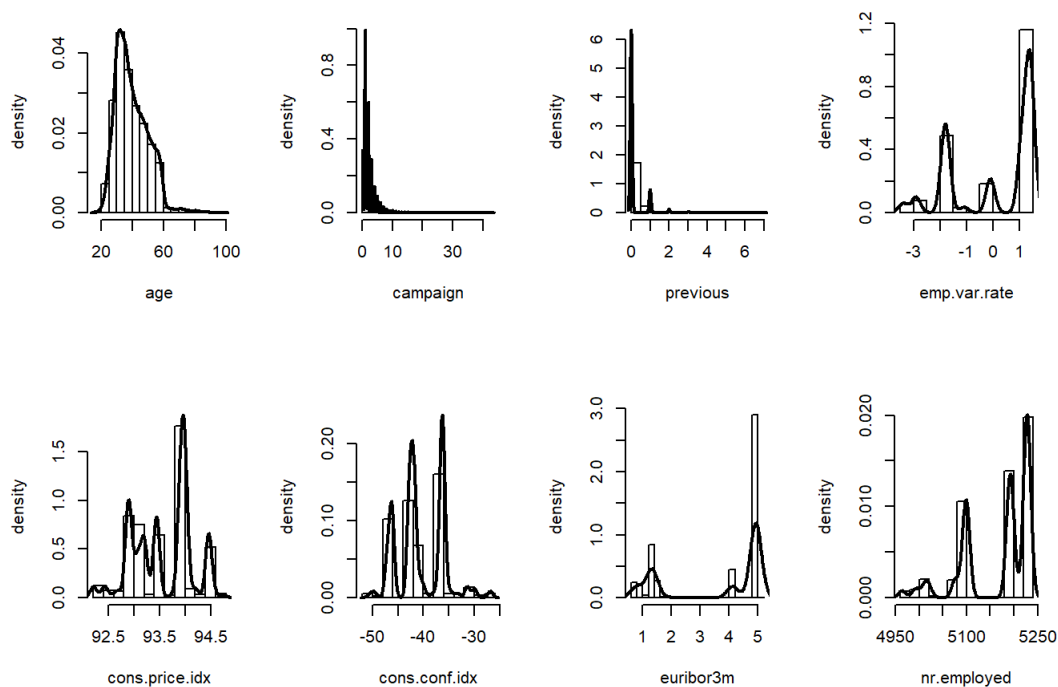 density
0.00 0.02 0.04
20 60 100
age
density
0.0 0.4 0.8
0 10 30
campaign
density
0 1 2 3 4 5 6
0 2 4 6
previous
density
0.0 0.4 0.8 1.2
-3 -1 0 1
emp.var.rate
density
0.0 0.5 1.0 1.5
92.5 93.5 94.5
cons.price.idx
density
0.00 0.10 0.20
-50 -40 -30
cons.conf.idx
density
0.0 1.0 2.0 3.0
1 2 3 4 5
euribor3m
density
0.000 0.010 0.020
4950 5100 5250
nr.employed